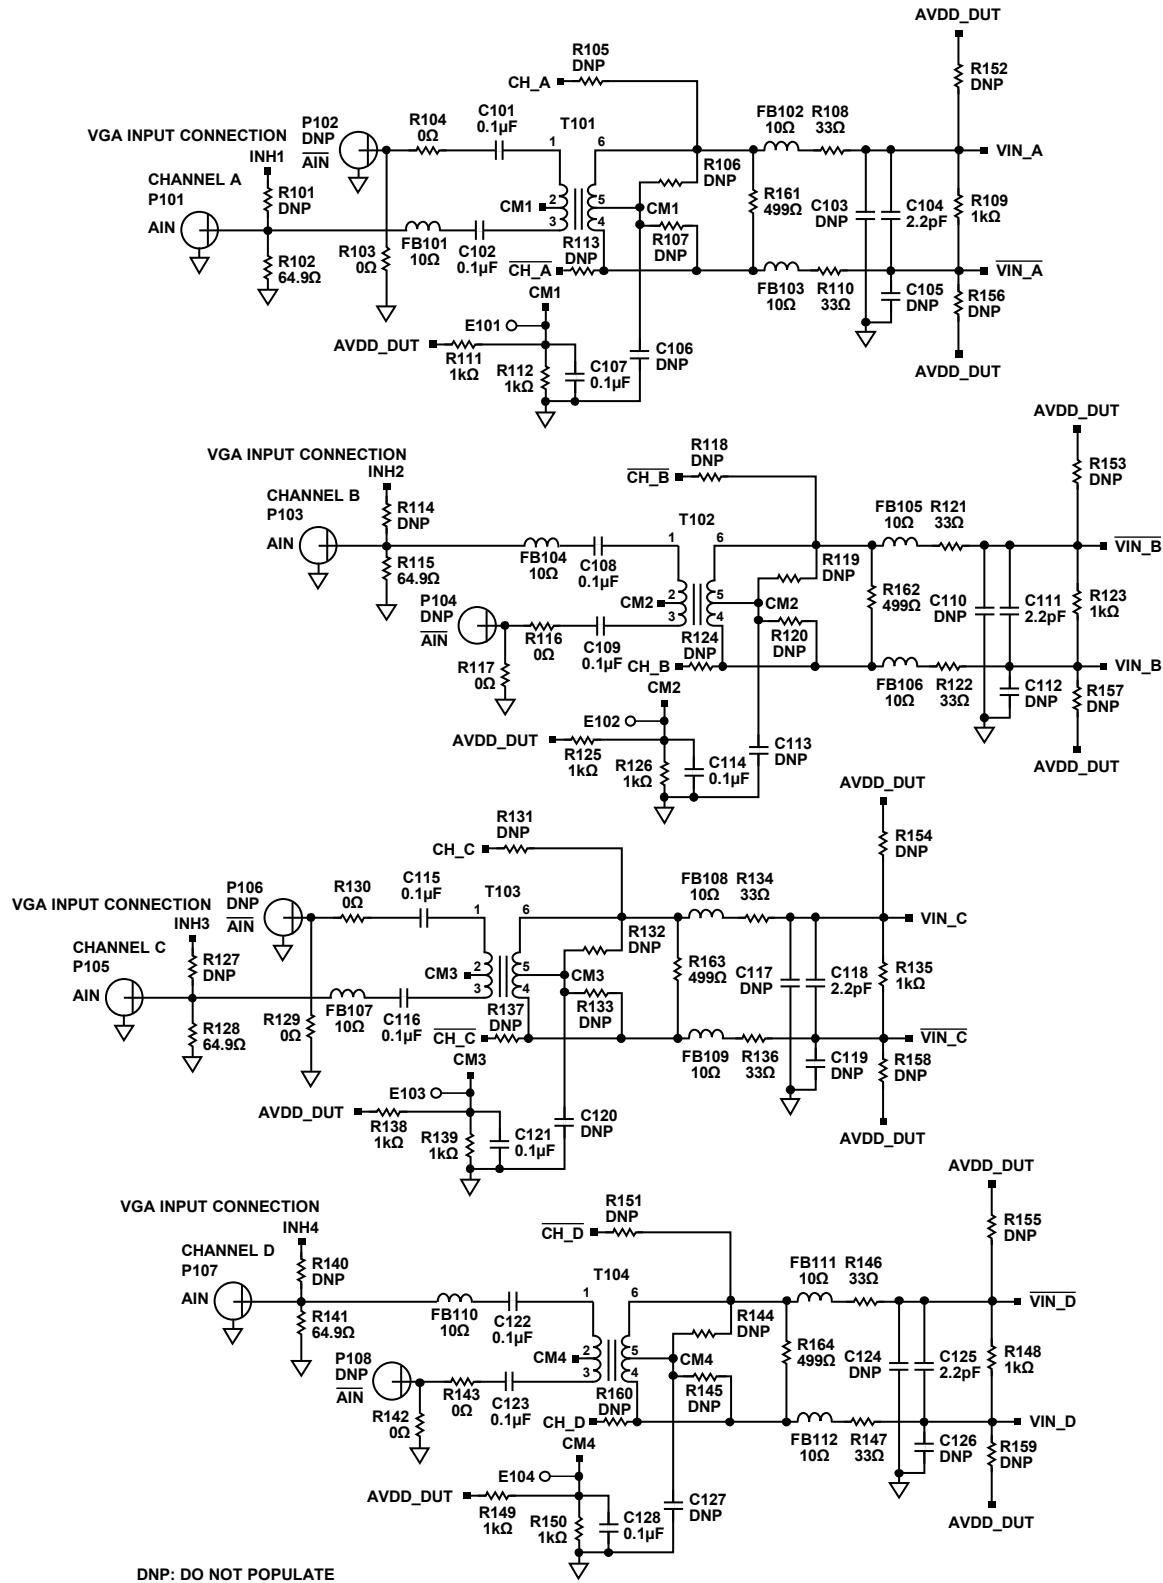 AVDD_DUT
R105
DNP
CH_A
R152
DNP
C101
0.1µF
FB102
10Ω
R108
33Ω
P102
DNP
AIN
R104
0Ω
T101
VGA INPUT CONNECTION
INH1
1
6
VIN_A
CHANNEL A
P101
R101
DNP
R106
DNP
R161
499Ω
C103
DNP
C104
2.2pF
R109
1kΩ
AIN
CM1
2
5
CM1
3
4
R102
64.9Ω
R103
0Ω
FB101
10Ω
C102
0.1µF
R113
DNP
R107
DNP
CH_A
VIN_A
FB103
10Ω
R110
33Ω
C105
DNP
R156
DNP
CM1
E101
AVDD_DUT
R111
1kΩ
R112
1kΩ
C107
0.1µF
C106
DNP
AVDD_DUT
AVDD_DUT
R118
DNP
CH_B
R153
DNP
VGA INPUT CONNECTION
INH2
CHANNEL B
P103
R114
DNP
FB105
10Ω
R121
33Ω
T102
AIN
1
6
VIN_B
R115
64.9Ω
FB104
10Ω
C108
0.1µF
R119
DNP
R162
499Ω
C110
DNP
C111
2.2pF
R123
1kΩ
P104
DNP
AIN
CM2
2
5
CM2
3
4
R116
0Ω
C109
0.1µF
R124
DNP
R120
DNP
R117
0Ω
CH_B
VIN_B
FB106
10Ω
R122
33Ω
C112
DNP
R157
DNP
CM2
E102
AVDD_DUT
R125
1kΩ
R126
1kΩ
C114
0.1µF
C113
DNP
AVDD_DUT
AVDD_DUT
R131
DNP
CH_C
R154
DNP
C115
0.1µF
FB108
10Ω
R134
33Ω
P106
DNP
AIN
R130
0Ω
T103
VGA INPUT CONNECTION
INH3
1
6
VIN_C
CHANNEL C
P105
R127
DNP
R132
DNP
R163
499Ω
C117
DNP
C118
2.2pF
R135
1kΩ
AIN
CM3
2
5
CM3
3
4
R128
64.9Ω
R129
0Ω
FB107
10Ω
C116
0.1µF
R137
DNP
R133
DNP
CH_C
VIN_C
FB109
10Ω
R136
33Ω
C119
DNP
R158
DNP
CM3
E103
AVDD_DUT
R138
1kΩ
R139
1kΩ
C121
0.1µF
C120
DNP
AVDD_DUT
AVDD_DUT
R151
DNP
CH_D
R155
DNP
VGA INPUT CONNECTION
INH4
CHANNEL D
P107
R140
DNP
FB111
10Ω
R146
33Ω
T104
AIN
1
6
VIN_D
R141
64.9Ω
FB110
10Ω
C122
0.1µF
R144
DNP
R164
499Ω
C124
DNP
C125
2.2pF
R148
1kΩ
P108
DNP
AIN
CM4
2
5
CM4
3
4
R143
0Ω
C123
0.1µF
R160
DNP
R145
DNP
R142
0Ω
CH_D
VIN_D
FB112
10Ω
R147
33Ω
C126
DNP
R159
DNP
CM4
E104
AVDD_DUT
R149
1kΩ
R150
1kΩ
C128
0.1µF
C127
DNP
AVDD_DUT
DNP: DO NOT POPULATE